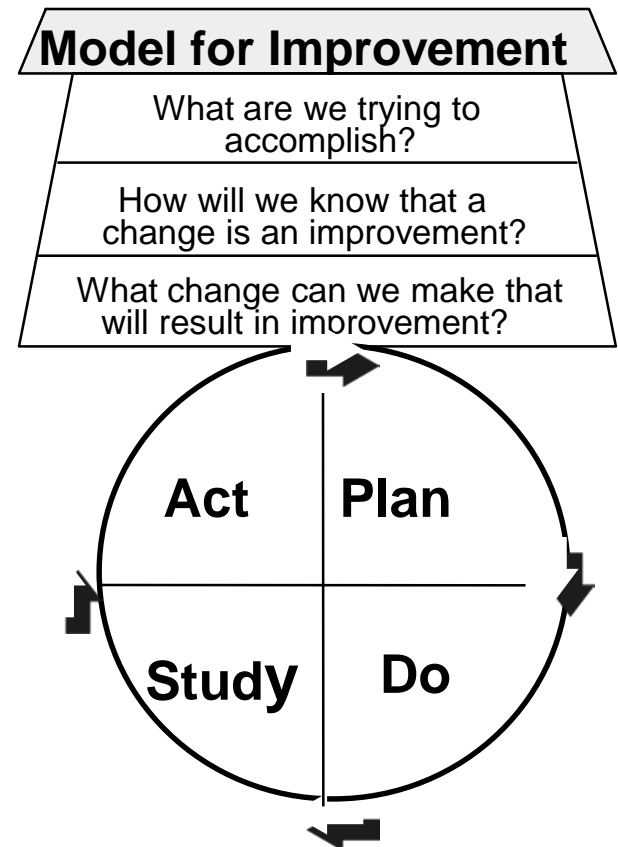 Model for Improvement
What are we trying to
accomplish?
How will we know that a
change is an improvement?
What change can we make that
will result in improvement?
Act Plan
Study Do